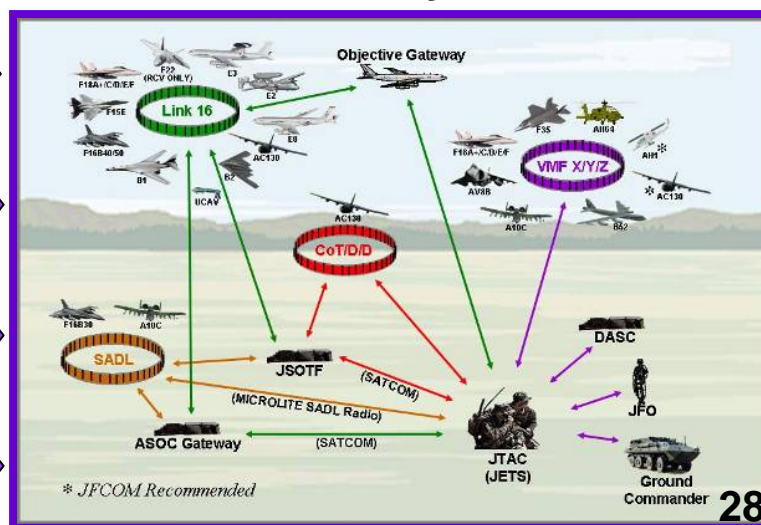 Objective Gateway
F22
(RCV ONLY)
E3
F18A+/C/D/E/F
E2
Link 16
F15E
E8
F16B40/50
AC130
B1
B2
UCAV
F35
AH64
F18A+/C/D/E/F
AH1*
VMF X/Y/Z
AV8B
* AC130
A10C
B52
AC130
CoT/D/D
F16B30
A10C
SADL
JSOTF
DASC
(SATCOM)
(MICROLITE SADL Radio)
JFO
ASOC Gateway
(SATCOM)
JTAC
(JETS)
Ground
Commander
* JFCOM Recommended
28